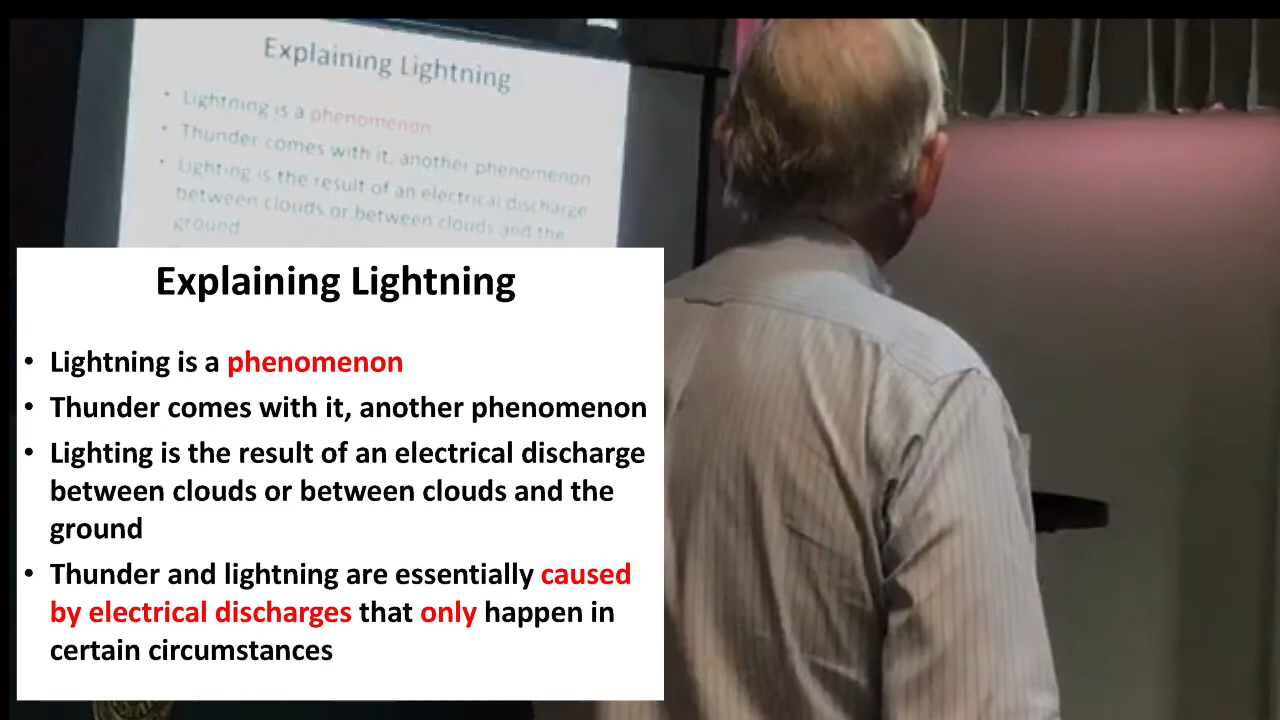 Explaining Lightning
• Lightning is a phenomenon
• Thunder comes with it, another phenomenon
• Lighting is the result of an electrical discharge
between clouds or between clouds and the
ground
Explaining Lightning
• Lightning is a phenomenon
• Thunder comes with it, another phenomenon
• Lighting is the result of an electrical discharge
between clouds or between clouds and the
ground
• Thunder and lightning are essentially caused
by electrical discharges that only happen in
certain circumstances